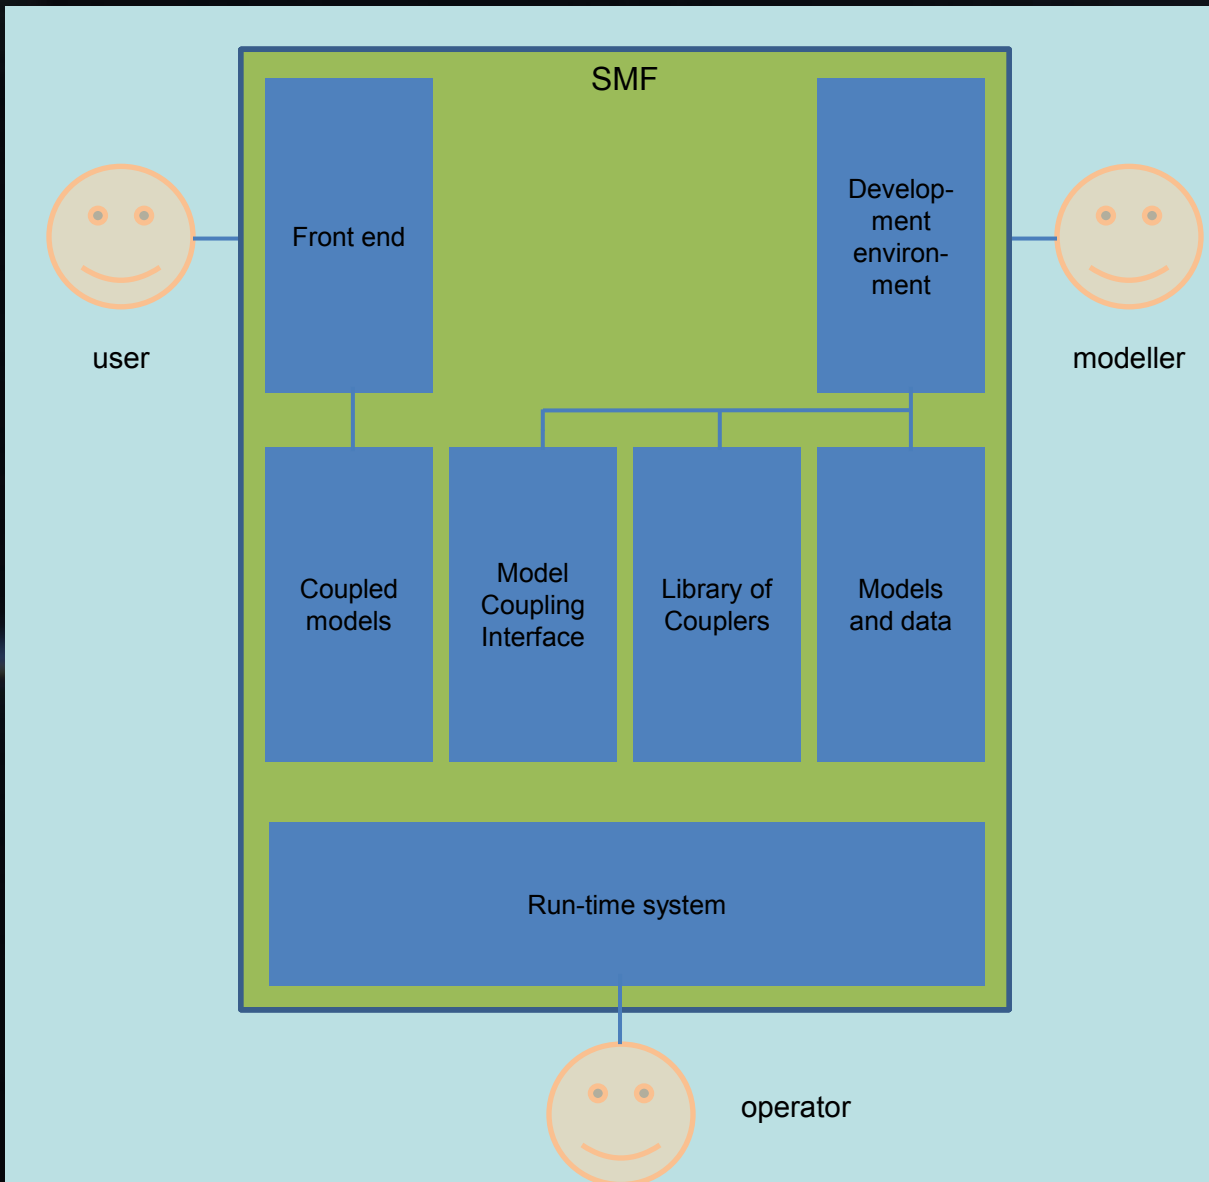 SMF
Front end
Develop-
ment
environ-
ment
user
modeller
Coupled
models
Model
Coupling
Interface
Library of
Couplers
Models
and data
Run-time system
operator